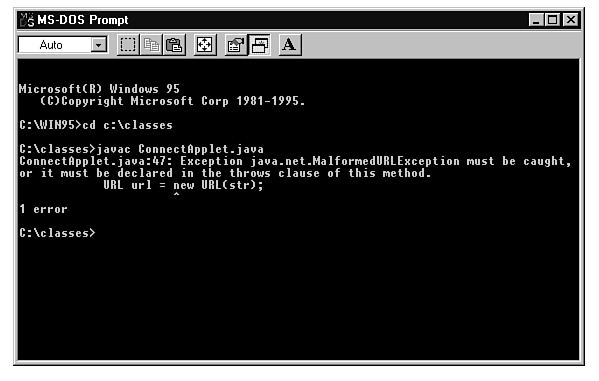 MS-DOS Prompt
Auto
A
Microsoft(R) Windows 95
(C)Copyright Microsoft Corp 1981-1995.
C:\WIN95>cd c:\classes
C:\classes>javac ConnectApplet.java
ConnectApplet.java:47: Exception java.net.MalformedURLException must be caught,
or it must be declared in the throws clause of this method.
URL url = new URL(str);
^
1 error
C:\classes>